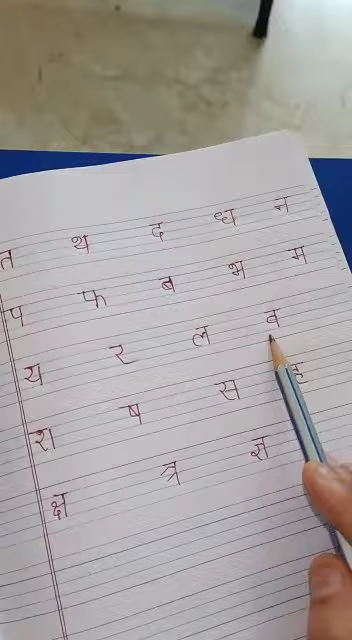 त थ द ध न
प फ ब भ म
य र ल व
श ष स ह
क्ष त्र ज्ञ